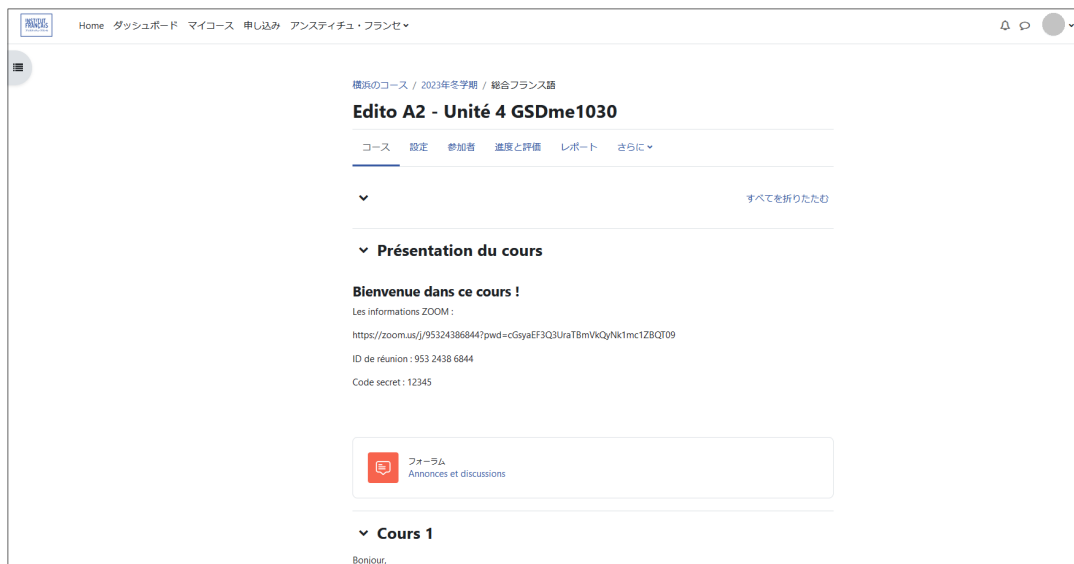 INSTITUT FRANÇAIS
Home ダッシュボード マイコース 申し込み アンスティチュ・フランセ
横浜のコース / 2023年冬学期 / 総合フランス語
Edito A2 - Unité 4 GSDme1030
コース 設定 参加者 進度と評価 レポート さらに
すべてを折りたたむ
Présentation du cours
Bienvenue dans ce cours !
Les informations ZOOM :
https://zoom.us/j/95324386844?pwd=cGsyaEF3Q3UraTBmVkQyNk1mc1ZBQT09
ID de réunion : 953 2438 6844
Code secret : 12345
フォーラム
Annonces et discussions
Cours 1
Bonjour,